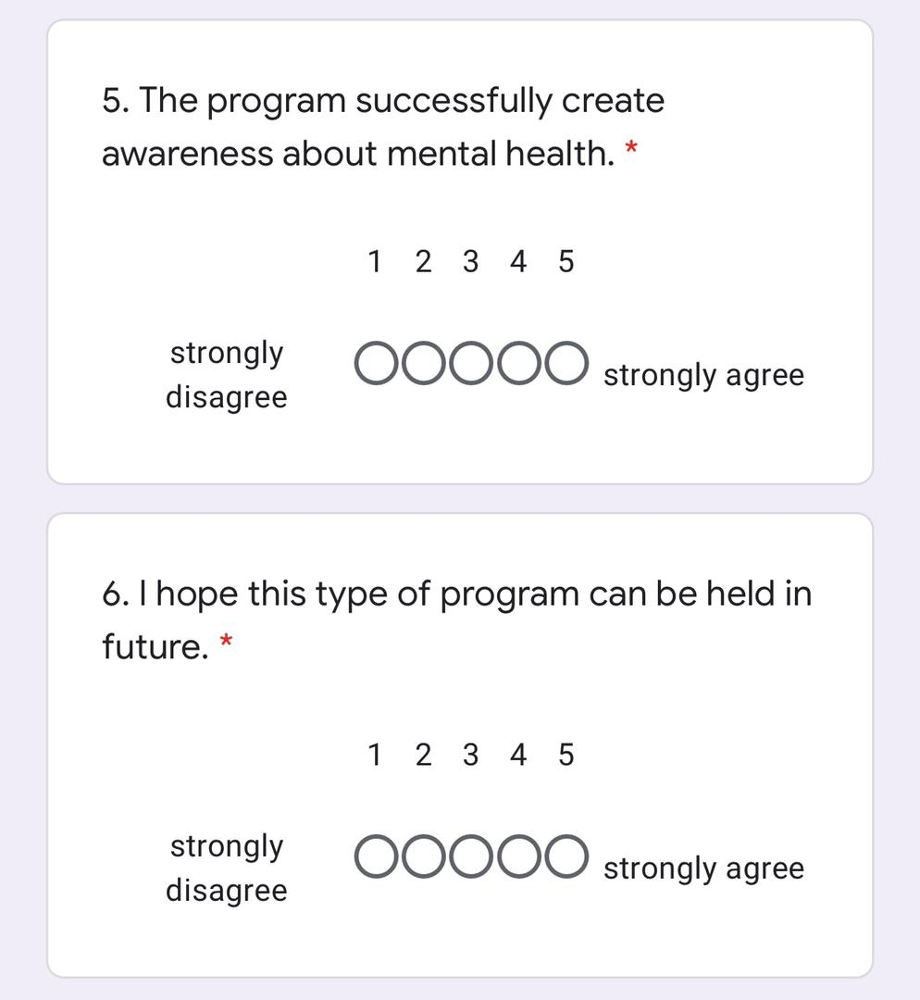 5. The program successfully create
awareness about mental health. *
1 2 3 4 5
strongly
disagree
strongly agree
6. I hope this type of program can be held in
future. *
1 2 3 4 5
strongly
disagree
strongly agree